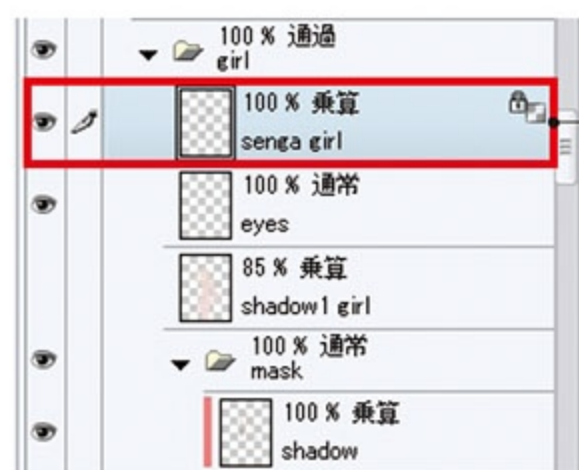 100 % 通過
girl
100 % 乗算
senga girl
100 % 通常
eyes
85 % 乗算
shadow1 girl
100 % 通常
mask
100 % 乗算
shadow